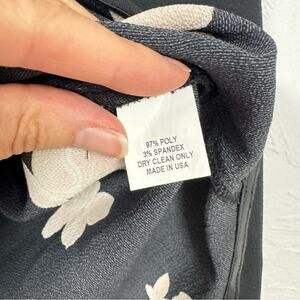 97% POLY
3% SPANDEX
DRY CLEAN ONLY
MADE IN USA